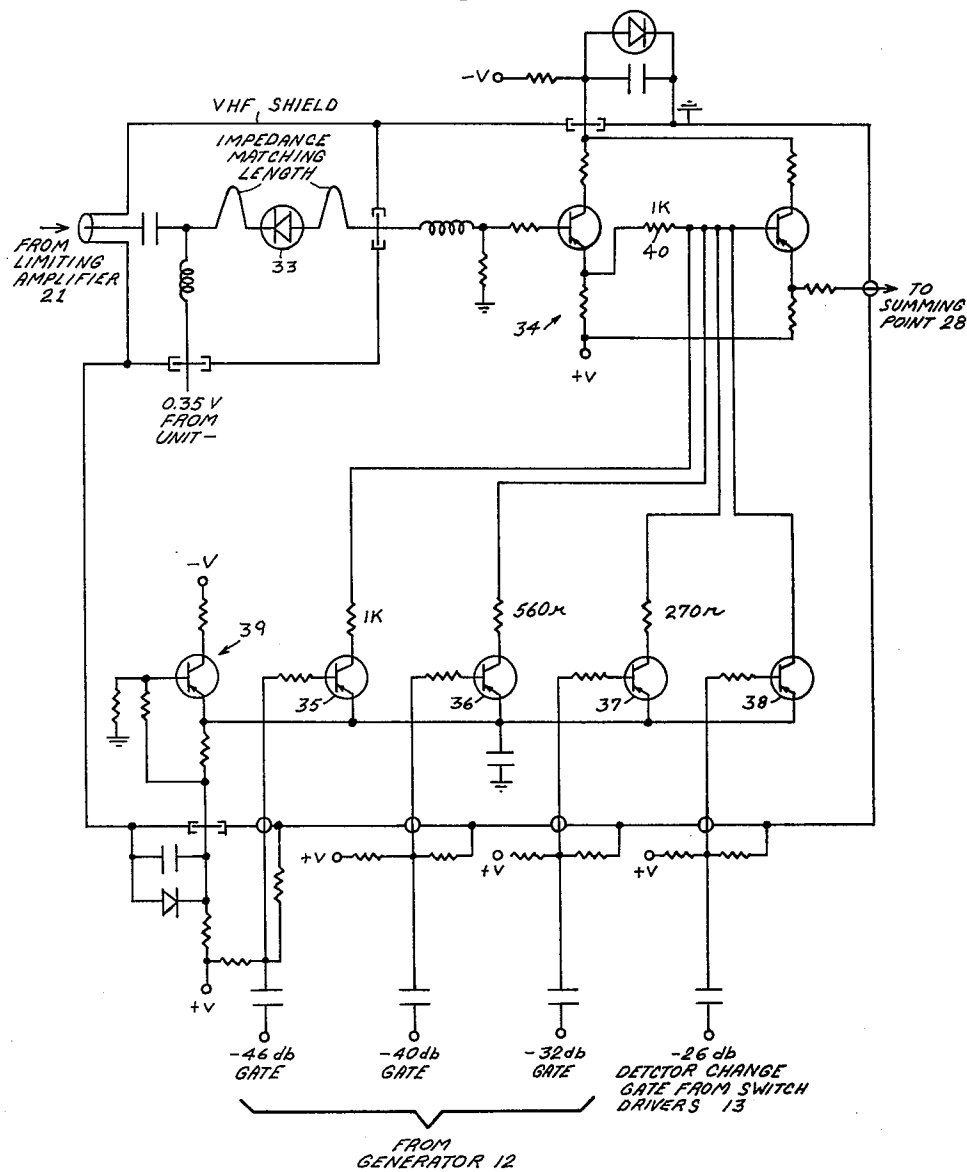 -V
VHF SHIELD
IMPEDANCE
MATCHING
LENGTH
FROM
LIMITING
AMPLIFIER
21
33
1K
40
34
+V
TO
SUMMING
POINT 28
0.35 V
FROM
UNIT-
-V
39
1K
560Ω
270Ω
35
36
37
38
+V
+V
+V
+V
-46 db
GATE
-40db
GATE
-32db
GATE
-26 db
DETCTOR CHANGE
GATE FROM SWITCH
DRIVERS 13
FROM
GENERATOR 12